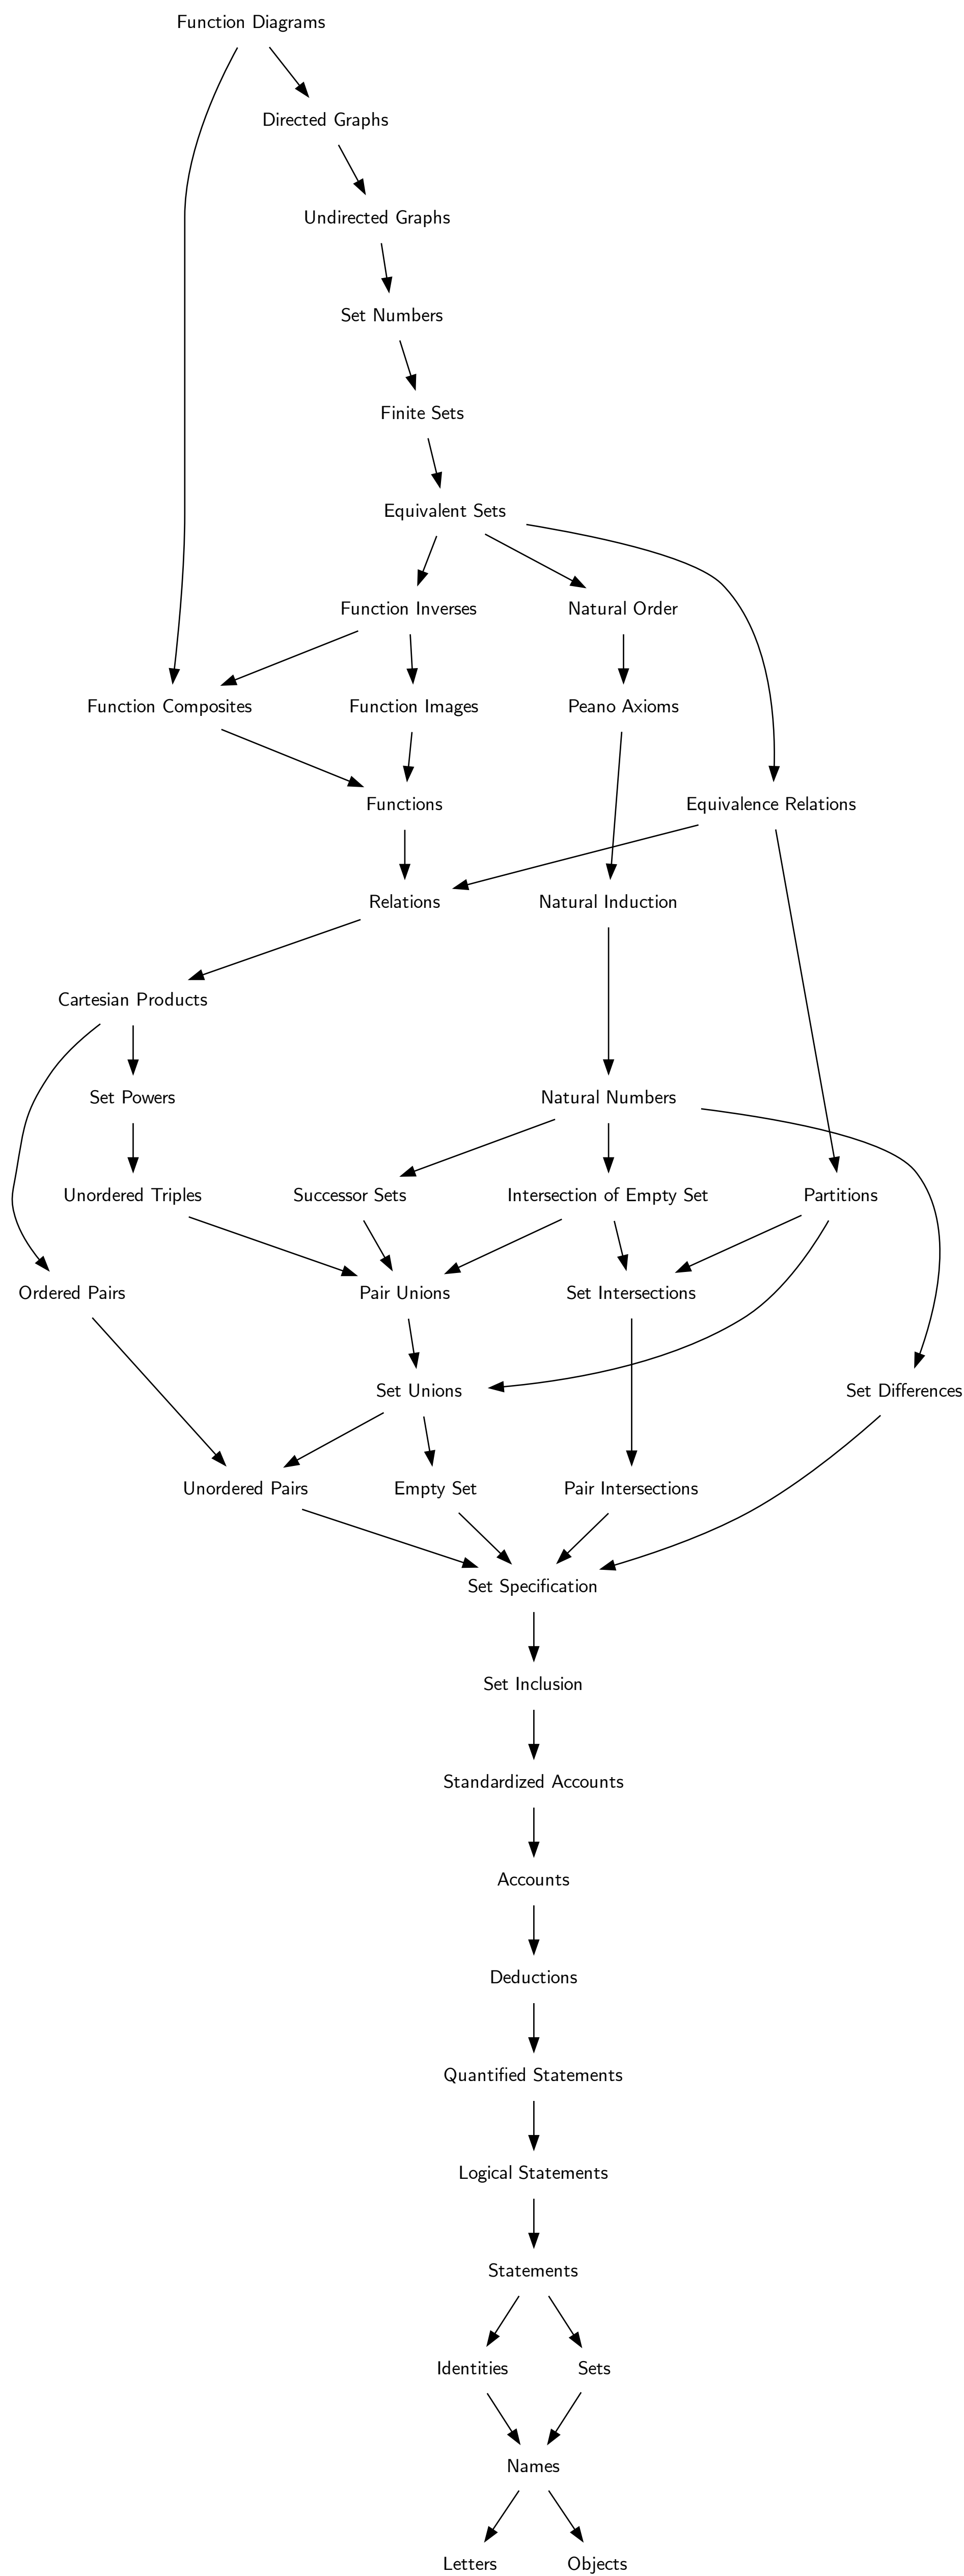 Function Diagrams
Directed Graphs
Undirected Graphs
Set Numbers
Finite Sets
Equivalent Sets
Function Inverses
Natural Order
Function Composites
Function Images
Peano Axioms
Functions
Equivalence Relations
Relations
Natural Induction
Cartesian Products
Set Powers
Natural Numbers
Unordered Triples
Successor Sets
Intersection of Empty Set
Partitions
Ordered Pairs
Pair Unions
Set Intersections
Set Unions
Set Differences
Unordered Pairs
Empty Set
Pair Intersections
Set Specification
Set Inclusion
Standardized Accounts
Accounts
Deductions
Quantified Statements
Logical Statements
Statements
Identities
Sets
Names
Letters
Objects